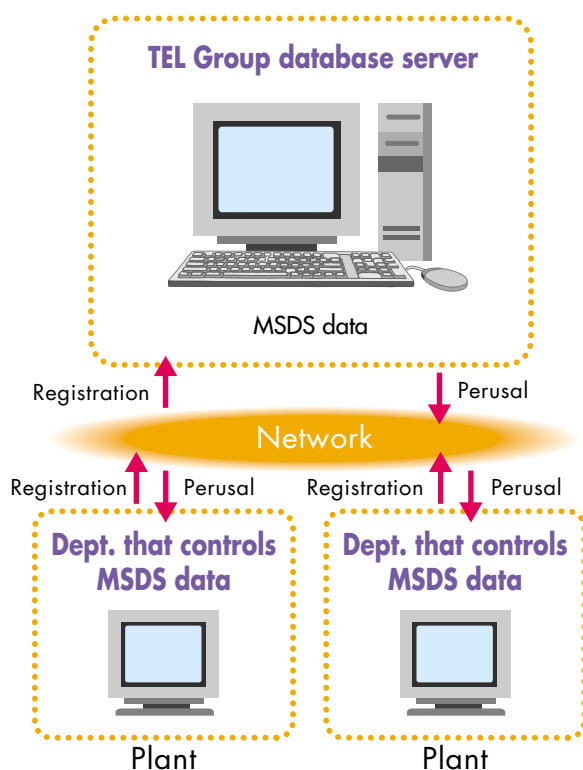 TEL Group database server
MSDS data
Registration
Perusal
Network
Registration
Perusal
Registration
Perusal
Dept. that controls
MSDS data
Dept. that controls
MSDS data
Plant
Plant